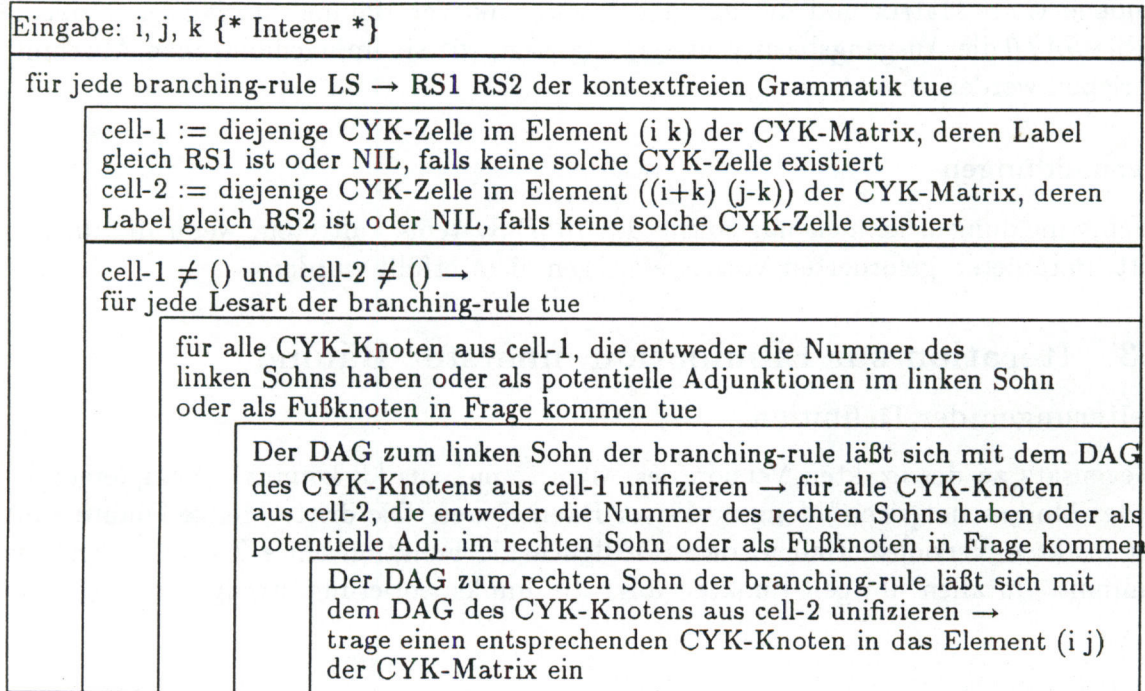 Eingabe: i, j, k {* Integer *}
für jede branching-rule LS → RS1 RS2 der kontextfreien Grammatik tue
cell-1 := diejenige CYK-Zelle im Element (i k) der CYK-Matrix, deren Label
gleich RS1 ist oder NIL, falls keine solche CYK-Zelle existiert
cell-2 := diejenige CYK-Zelle im Element ((i+k) (j-k)) der CYK-Matrix, deren
Label gleich RS2 ist oder NIL, falls keine solche CYK-Zelle existiert
cell-1 ≠ () und cell-2 ≠ () →
für jede Lesart der branching-rule tue
für alle CYK-Knoten aus cell-1, die entweder die Nummer des
linken Sohns haben oder als potentielle Adjunktionen im linken Sohn
oder als Fußknoten in Frage kommen tue
Der DAG zum linken Sohn der branching-rule läßt sich mit dem DAG
des CYK-Knotens aus cell-1 unifizieren → für alle CYK-Knoten
aus cell-2, die entweder die Nummer des rechten Sohns haben oder als
potentielle Adj. im rechten Sohn oder als Fußknoten in Frage kommen
Der DAG zum rechten Sohn der branching-rule läßt sich mit
dem DAG des CYK-Knotens aus cell-2 unifizieren →
trage einen entsprechenden CYK-Knoten in das Element (i j)
der CYK-Matrix ein